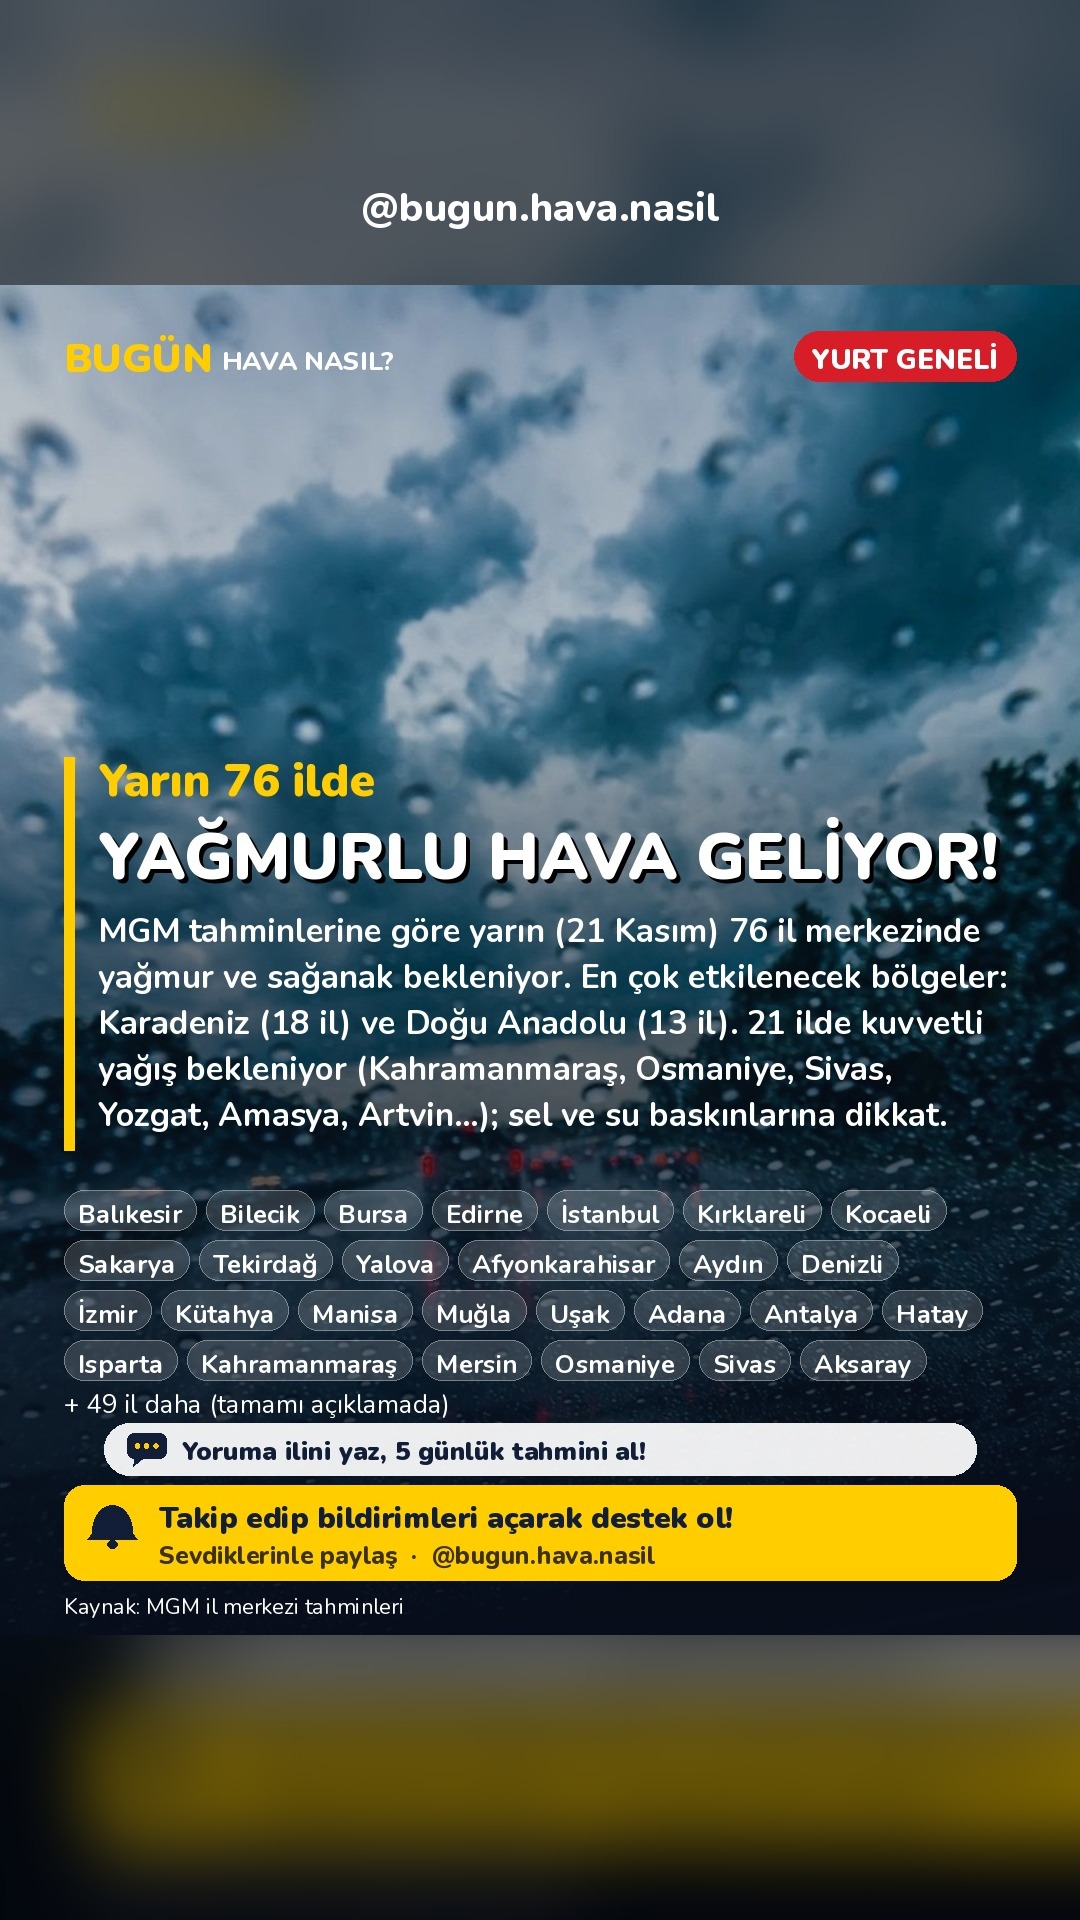 @bugun.hava.nasil
BUGÜN HAVA NASIL?
YURT GENELİ
Yarın 76 ilde
YAĞMURLU HAVA GELİYOR!
MGM tahminlerine göre yarın (21 Kasım) 76 il merkezinde
yağmur ve sağanak bekleniyor. En çok etkilenecek bölgeler:
Karadeniz (18 il) ve Doğu Anadolu (13 il). 21 ilde kuvvetli
yağış bekleniyor (Kahramanmaraş, Osmaniye, Sivas,
Yozgat, Amasya, Artvin...); sel ve su baskınlarına dikkat.
Balıkesir Bilecik Bursa Edirne İstanbul Kırklareli Kocaeli
Sakarya Tekirdağ Yalova Afyonkarahisar Aydın Denizli
İzmir Kütahya Manisa Muğla Uşak Adana Antalya Hatay
Isparta Kahramanmaraş Mersin Osmaniye Sivas Aksaray
+ 49 il daha (tamamı açıklamada)
Yoruma ilini yaz, 5 günlük tahmini al!
Takip edip bildirimleri açarak destek ol!
Sevdiklerinle paylaş · @bugun.hava.nasil
Kaynak: MGM il merkezi tahminleri